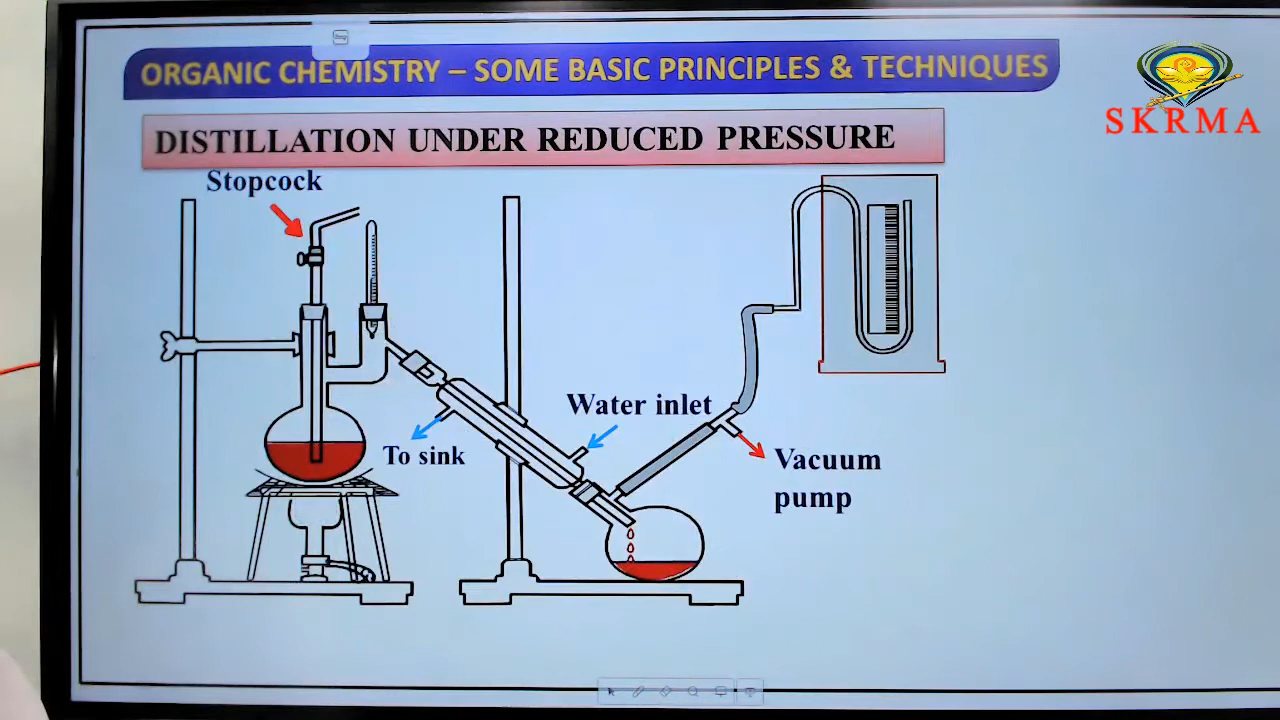 ORGANIC CHEMISTRY – SOME BASIC PRINCIPLES & TECHNIQUES
SKRMA
DISTILLATION UNDER REDUCED PRESSURE
Stopcock
Water inlet
To sink
Vacuum
pump